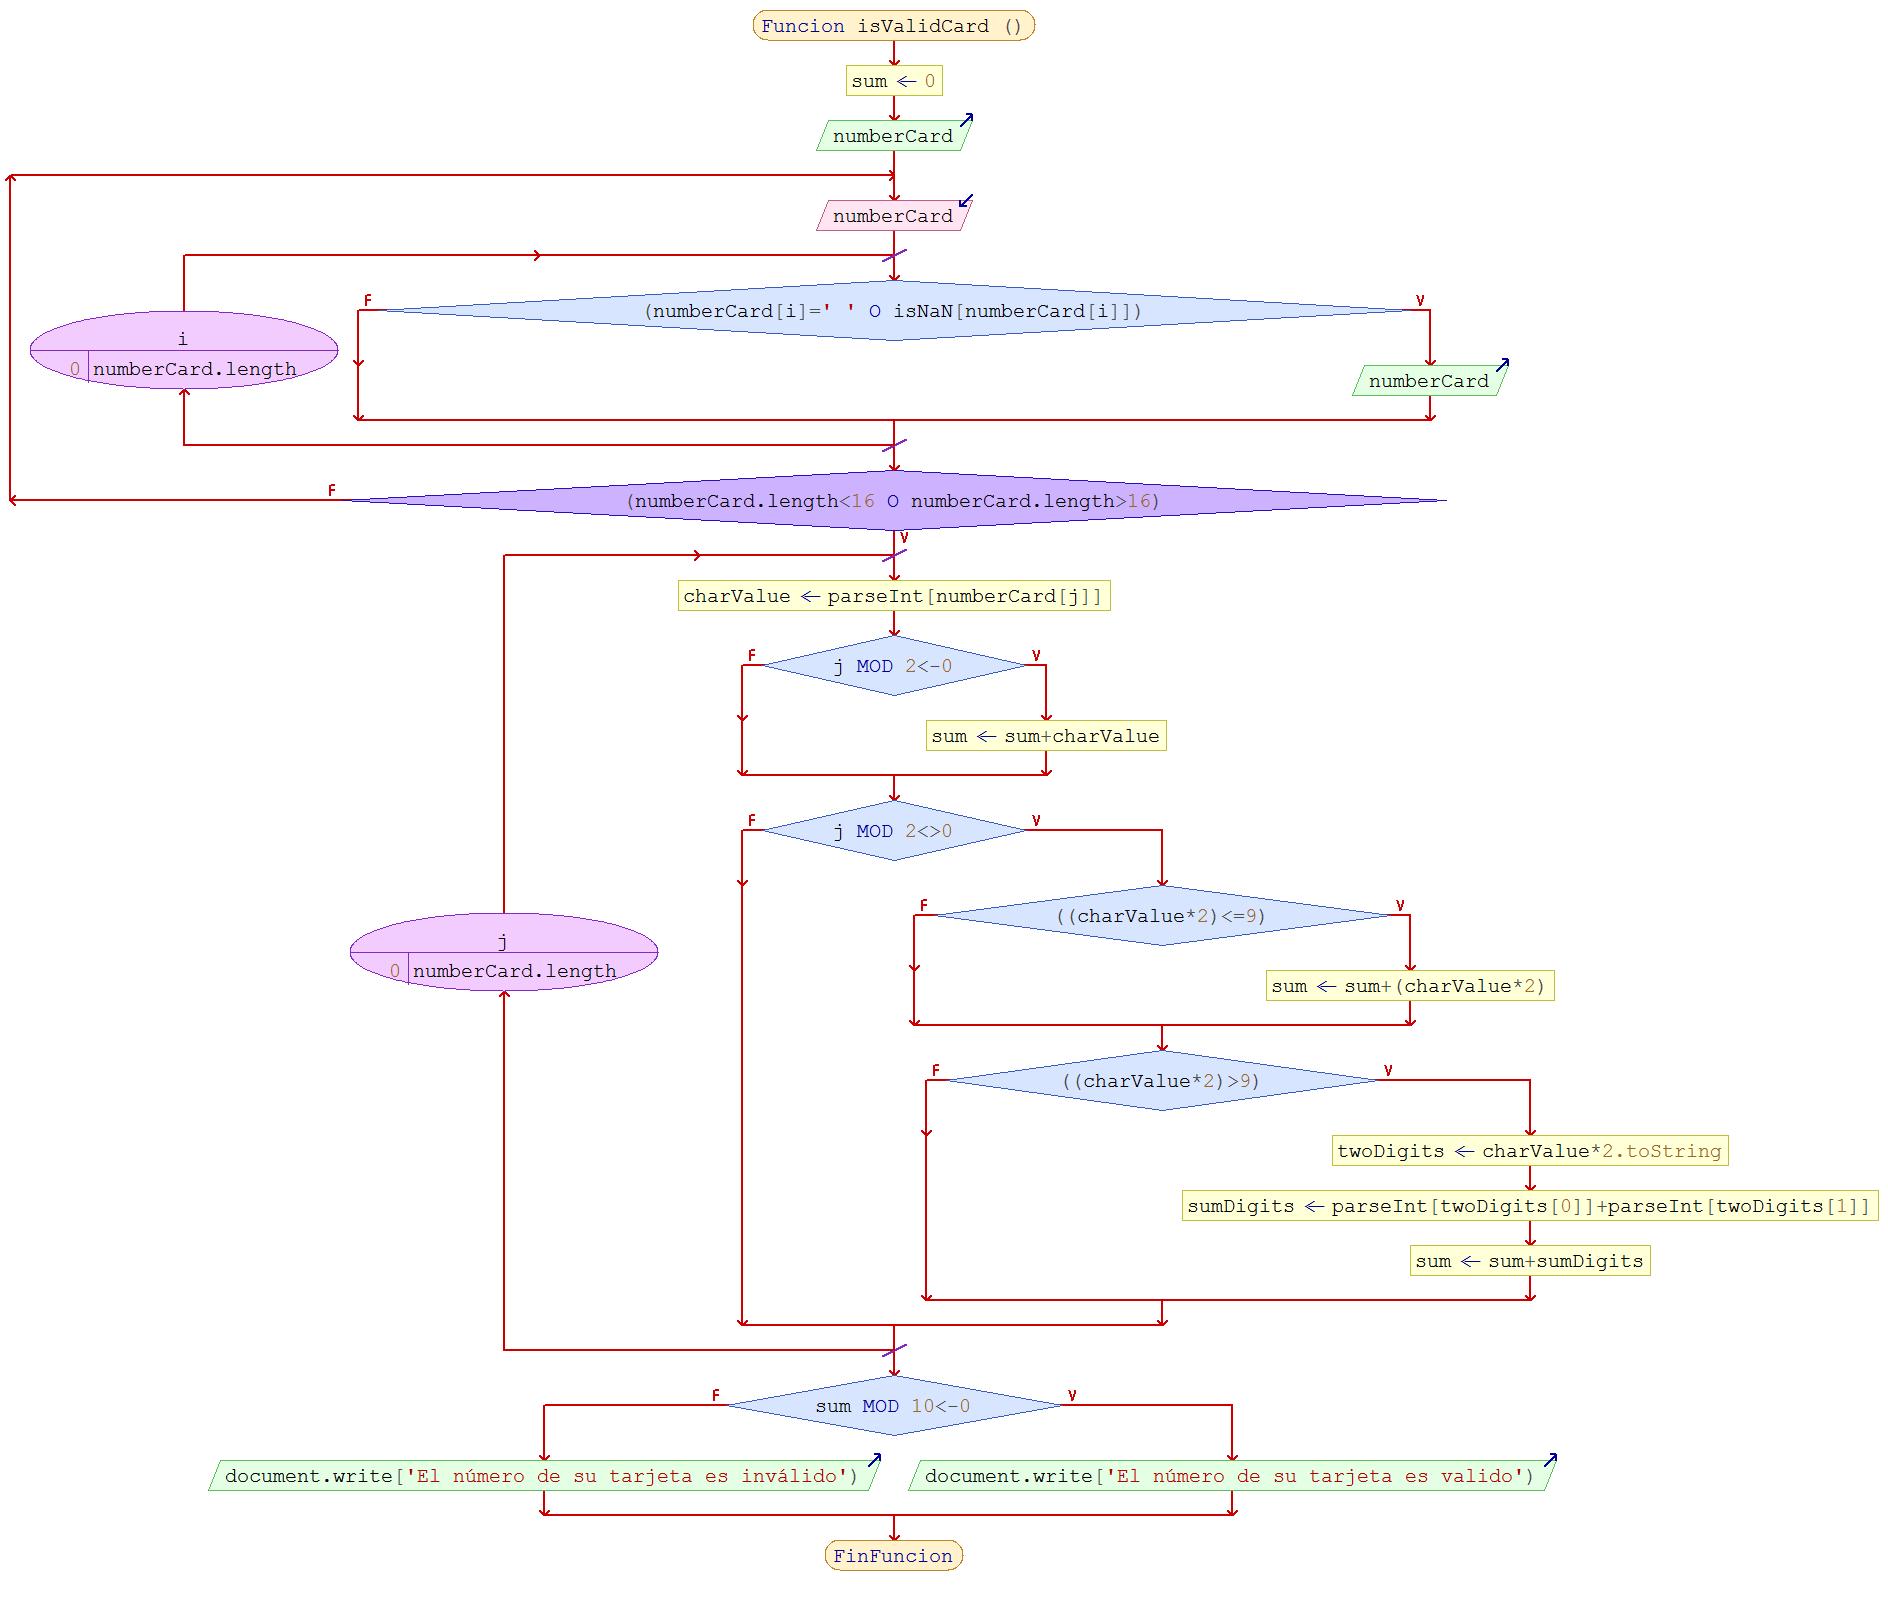 Funcion isValidCard ()
sum ← 0
numberCard
numberCard
F
(numberCard[i]=' ' O isNaN[numberCard[i]])
V
i
0 numberCard.length
numberCard
F
(numberCard.length<16 O numberCard.length>16)
V
charValue ← parseInt[numberCard[j]]
F
j MOD 2<-0
V
sum ← sum+charValue
F
j MOD 2<>0
V
F
((charValue*2)<=9)
V
j
0 numberCard.length
sum ← sum+(charValue*2)
F
((charValue*2)>9)
V
twoDigits ← charValue*2.toString
sumDigits ← parseInt[twoDigits[0]]+parseInt[twoDigits[1]]
sum ← sum+sumDigits
F
sum MOD 10<-0
V
document.write['El número de su tarjeta es inválido')
document.write['El número de su tarjeta es valido')
FinFuncion